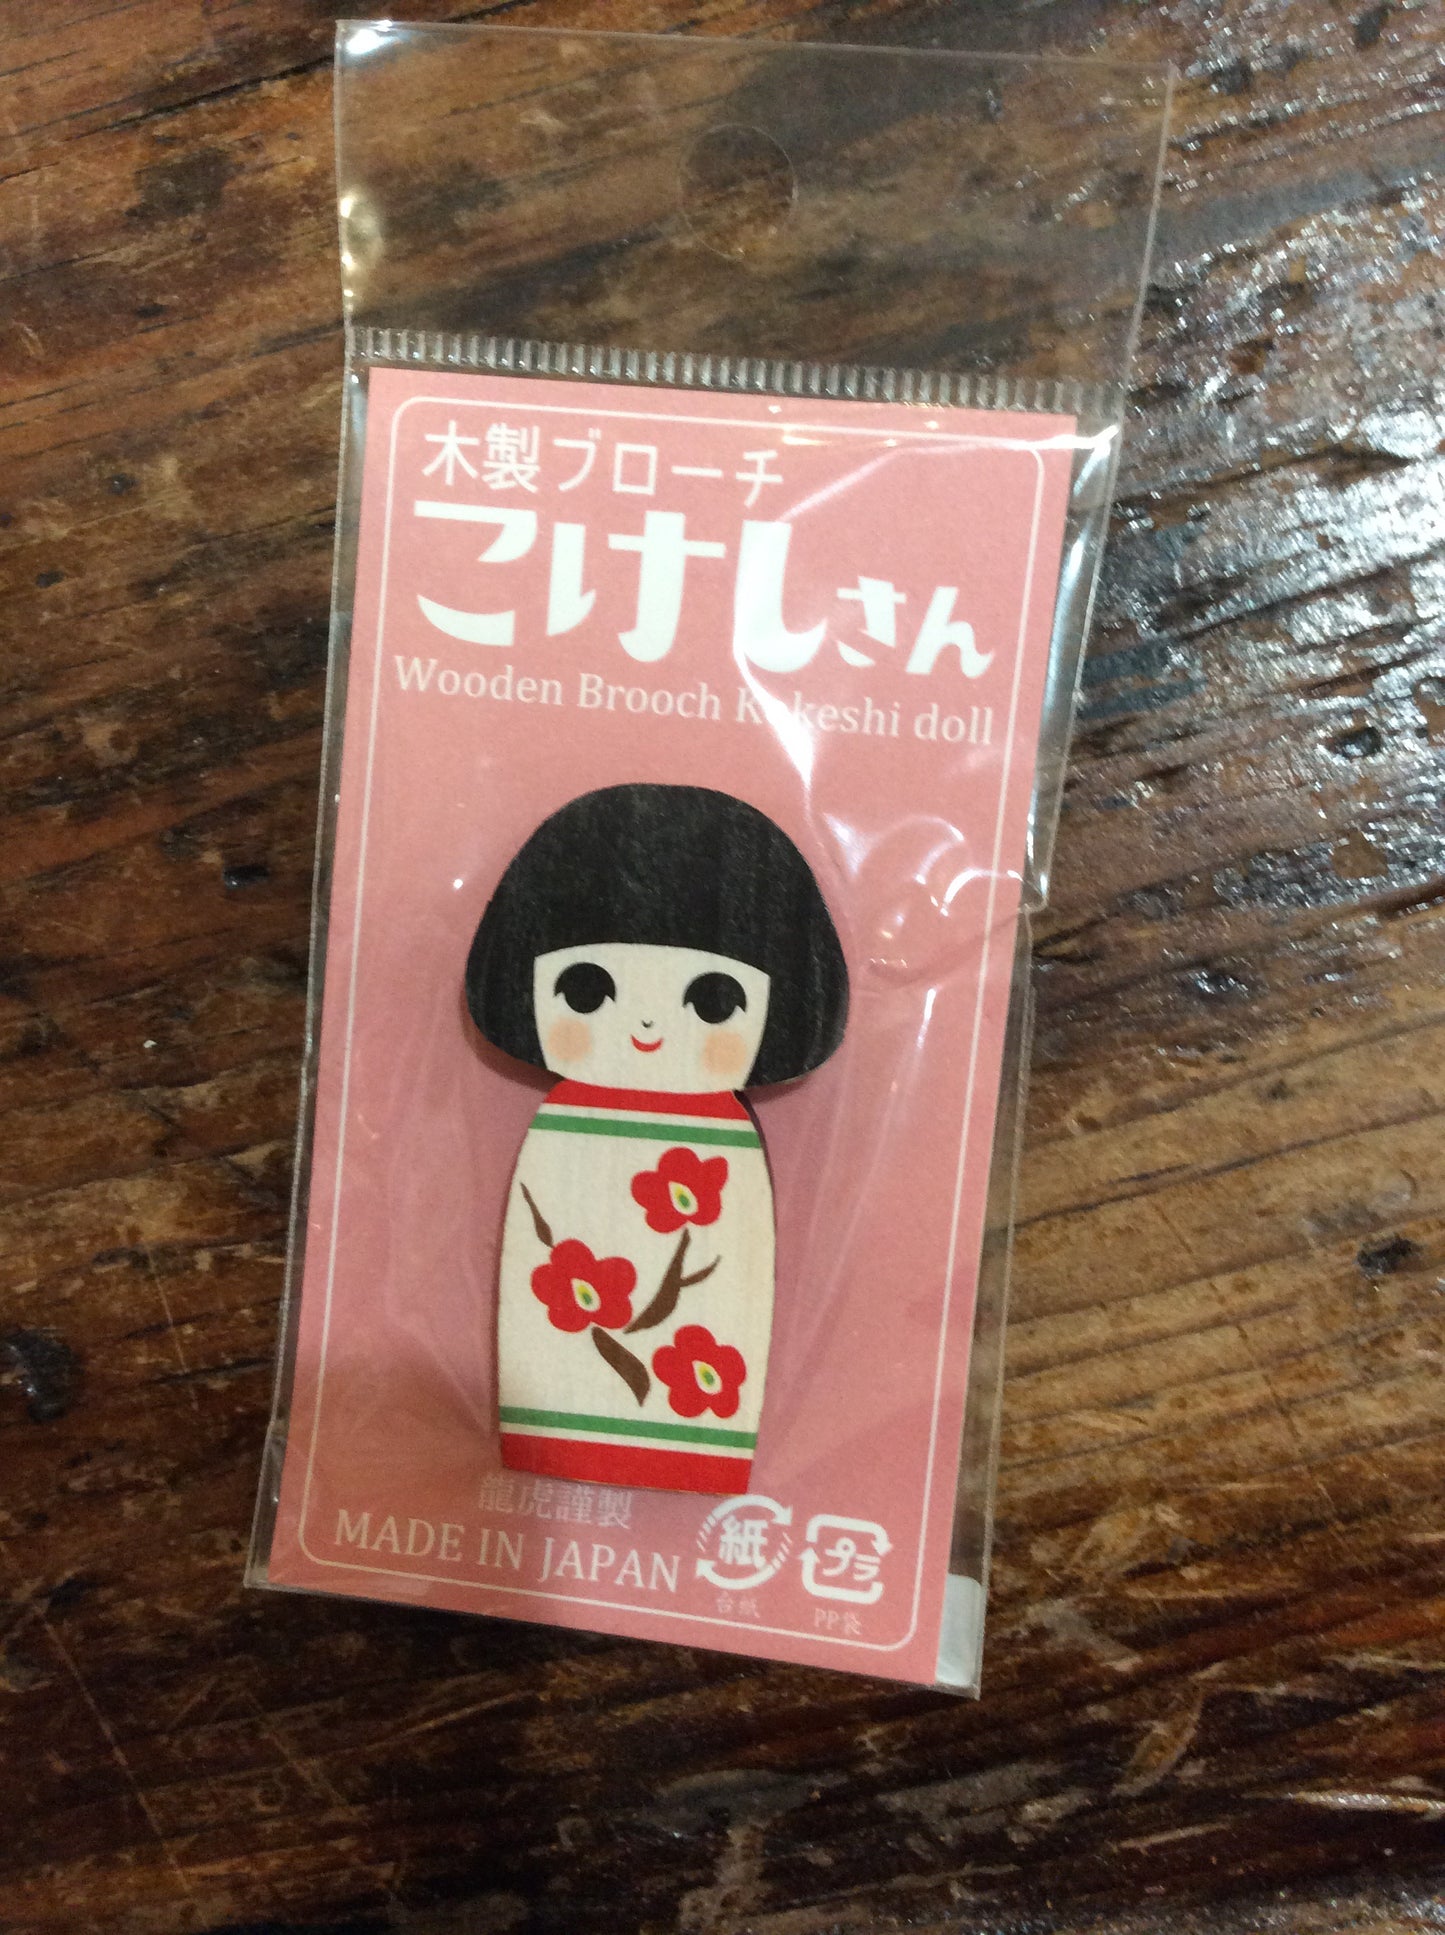 木製ブローチ
こけしさん
Wooden Brooch Kokeshi doll
龍虎謹製
MADE IN JAPAN
紙
プラ
台紙
PP袋